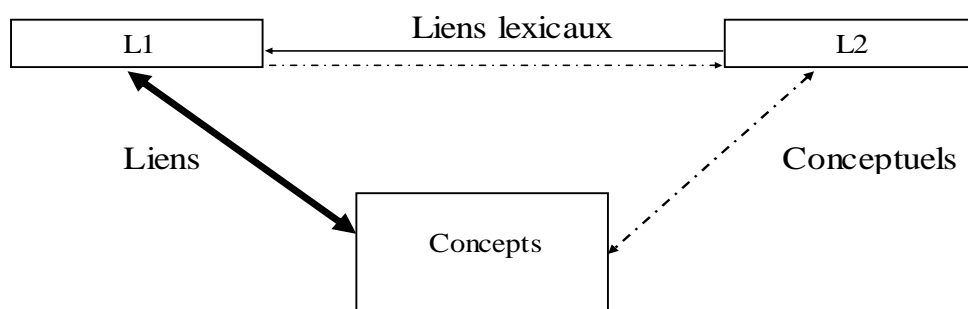 Liens lexicaux
L1
L2
Liens
Conceptuels
Concepts